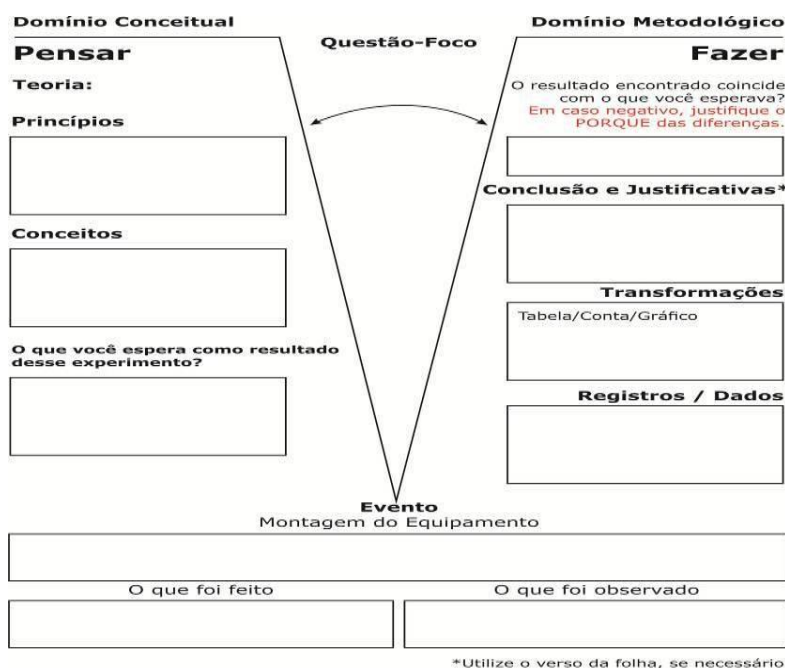 Domínio Conceitual
Pensar
Teoria:
Princípios
Conceitos
O que você espera como resultado
desse experimento?
Questão-Foco
Domínio Metodológico
Fazer
O resultado encontrado coincide
com o que você esperava?
Em caso negativo, justifique o
PORQUE das diferenças.
Conclusão e Justificativas*
Transformações
Tabela/Conta/Gráfico
Registros / Dados
Evento
Montagem do Equipamento
O que foi feito
O que foi observado
*Utilize o verso da folha, se necessário